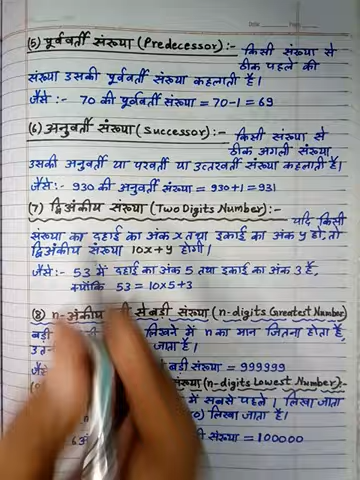 (5) पूर्ववर्ती संख्या (Predecessor):- किसी संख्या से
ठीक पहले की
संख्या उसकी पूर्ववर्ती संख्या कहलाती है।
जैसे:- 70 की पूर्ववर्ती संख्या = 70-1 = 69
(6) अनुवर्ती संख्या (Successor):- किसी संख्या से
ठीक अगली संख्या
उसकी अनुवर्ती या परवर्ती या उत्तरवर्ती संख्या कहलाती है।
जैसे:- 930 की अनुवर्ती संख्या = 930+1 = 931
(7) द्विअंकीय संख्या (Two Digits Number):-
यदि किसी
संख्या का दहाई का अंक x तथा इकाई का अंक y हो, तो
द्विअंकीय संख्या 10x+y होगी।
जैसे:- 53 में दहाई का अंक 5 तथा इकाई का अंक 3 है,
क्योंकि 53 = 10x5+3
(8) n-अंकीय सबसे बड़ी संख्या (n-digits Greatest Number)
बड़ी लिखने में n का मान जितना होता है,
जाता है।
बड़ी संख्या = 999999
संख्या (n-digits Lowest Number):-
में सबसे पहले 1 लिखा जाता
लिखा जाता है।
संख्या = 100000